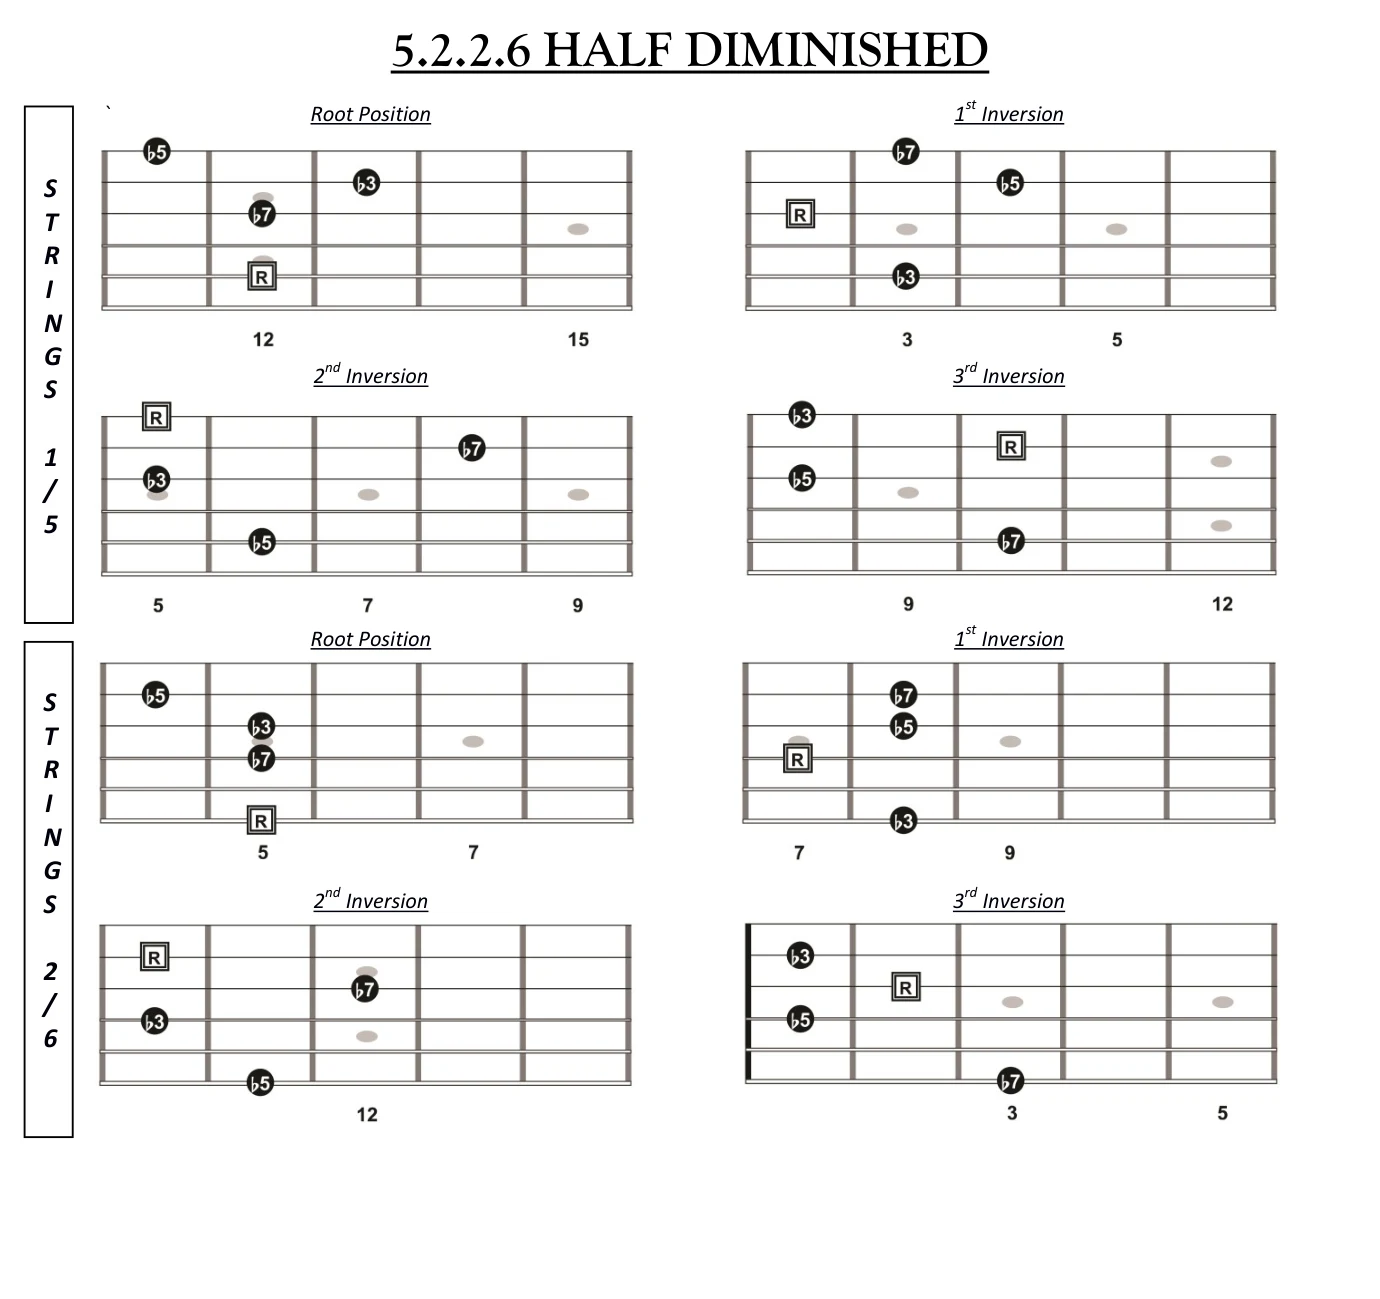 5.2.2.6 HALF DIMINISHED
S
T
R
I
N
G
S
1
/
5
`
Root Position
♭5
♭3
♭7
R
12 15
1st Inversion
♭7
♭5
R
♭3
3 5
2nd Inversion
R
♭7
♭3
♭5
5 7 9
3rd Inversion
♭3
R
♭5
♭7
9 12
S
T
R
I
N
G
S
2
/
6
Root Position
♭5
♭3
♭7
R
5 7
1st Inversion
♭7
♭5
R
♭3
7 9
2nd Inversion
R
♭7
♭3
♭5
12
3rd Inversion
♭3
R
♭5
♭7
3 5